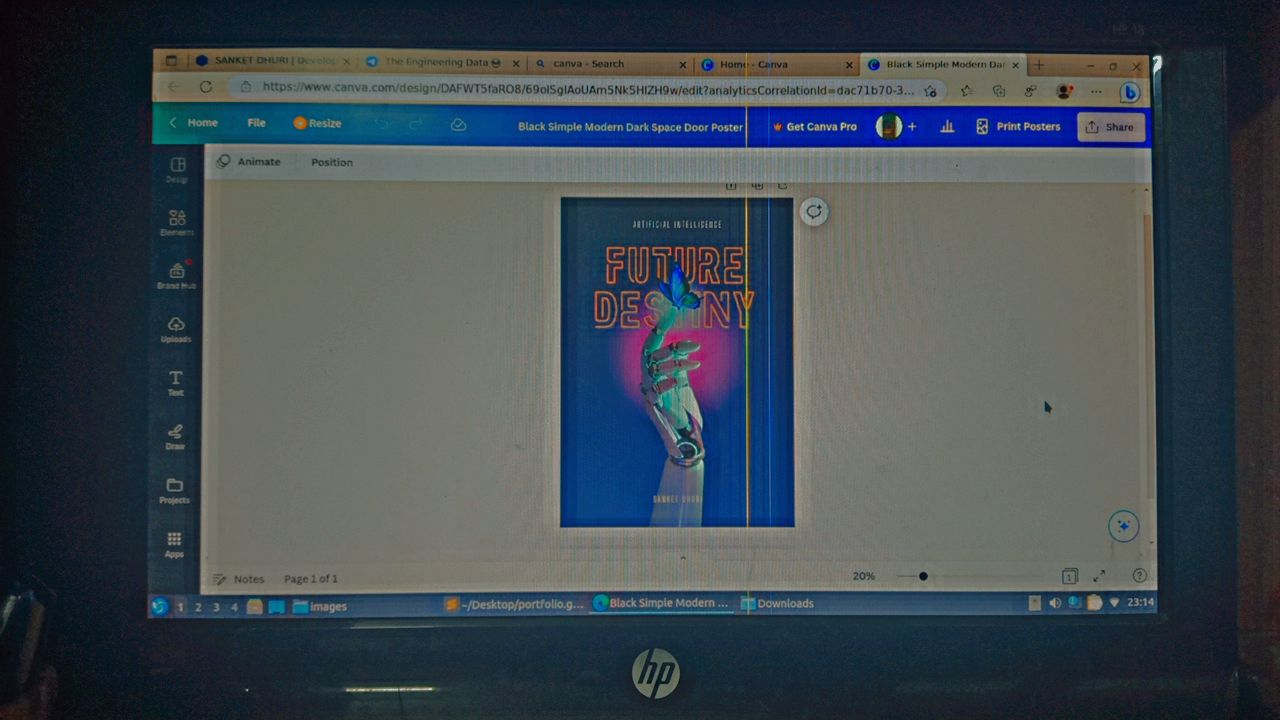 SANKET DHURI | Develop
The Engineering Data
canva - Search
Home - Canva
Black Simple Modern Dar
https://www.canva.com/design/DAFWT5faRO8/69olSgIAoUAm5Nk5HIZH9w/edit?analyticsCorrelationId=dac71b70-3...
Home
File
Resize
Black Simple Modern Dark Space Door Poster
Get Canva Pro
Print Posters
Share
Animate
Position
Design
Elements
Brand Hub
Uploads
Text
Draw
Projects
Apps
ARTIFICIAL INTELLIGENCE
FUTURE
DESTINY
SANKET DHURI
Notes
Page 1 of 1
20%
1
1 2 3 4
images
~/Desktop/portfolio.g...
Black Simple Modern ...
Downloads
23:14
hp